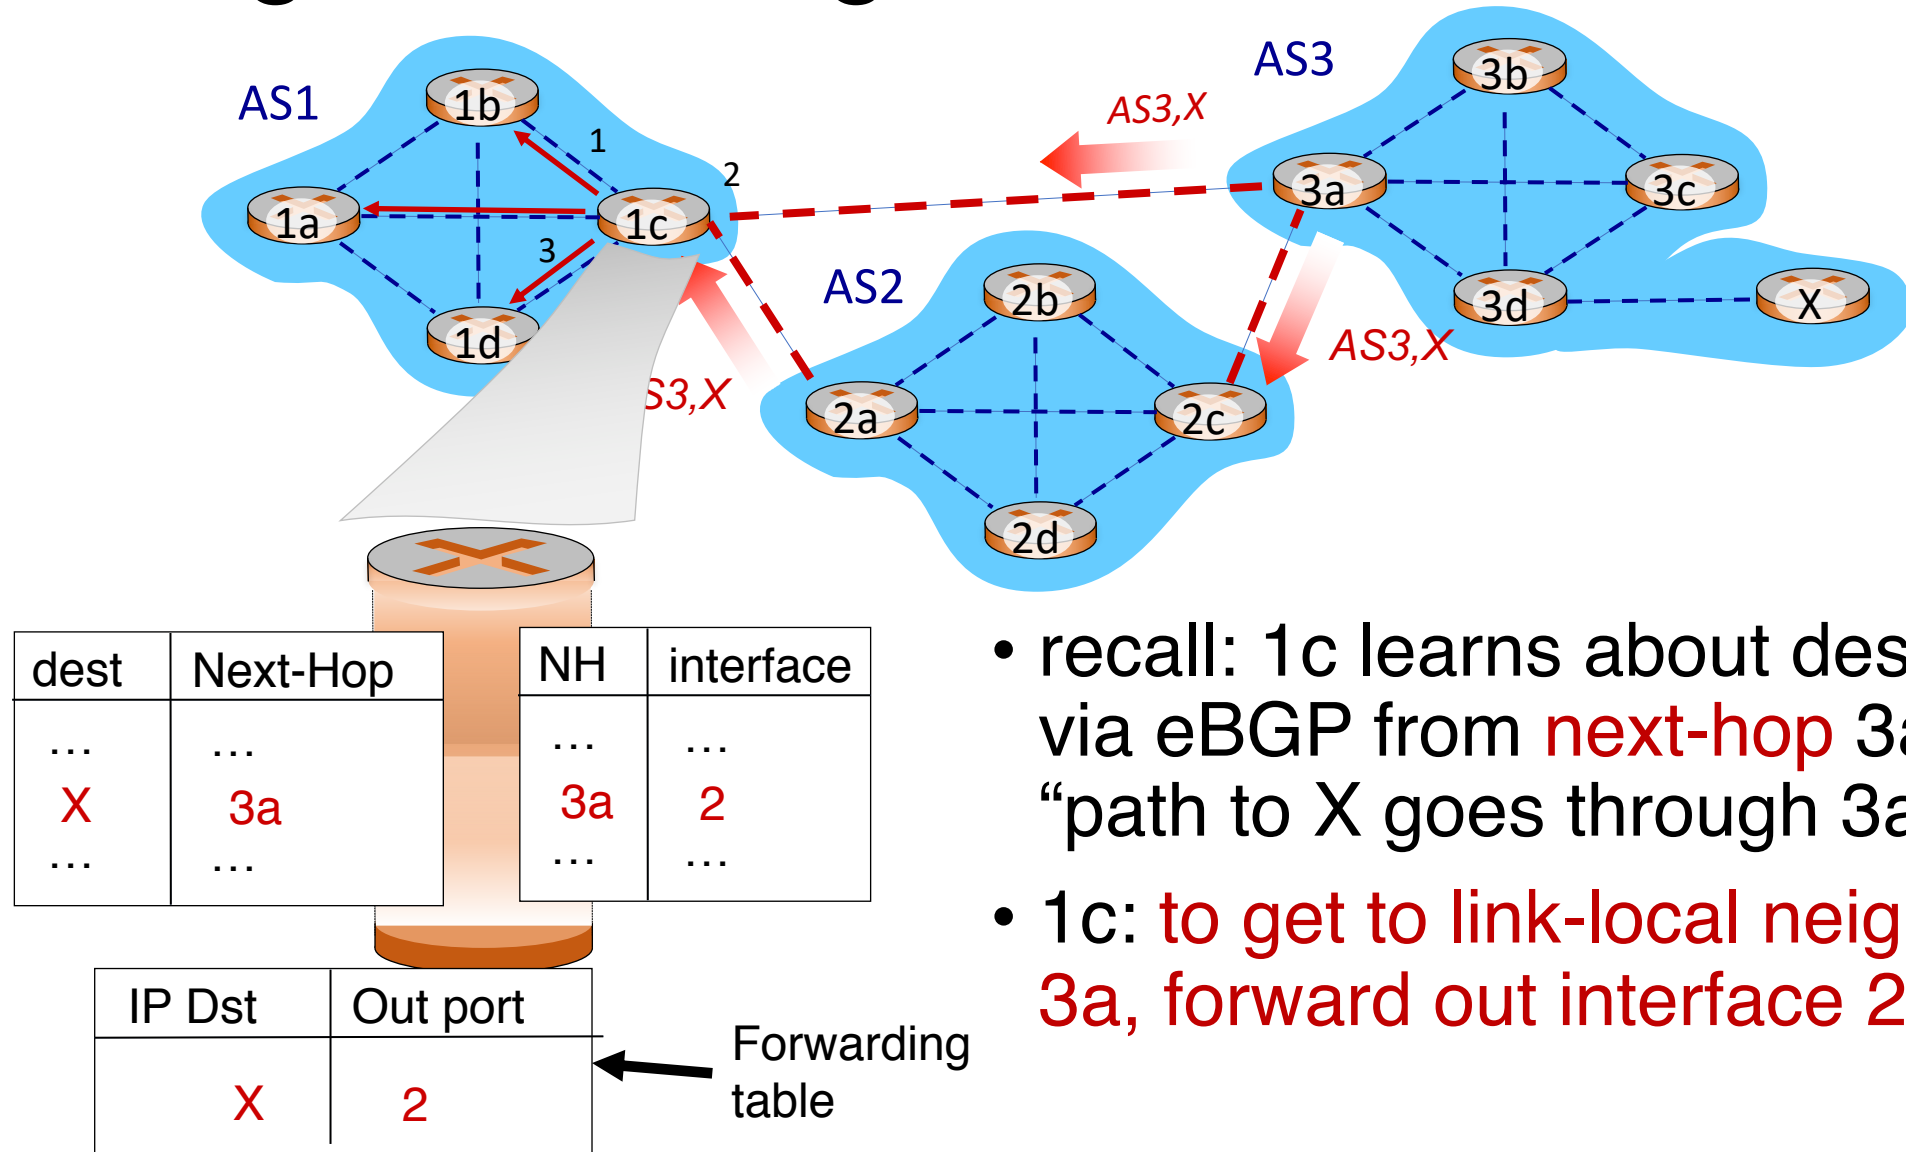 AS1
1b
1
2
1a
1c
3
1d
AS3,X
AS3
3b
3a
3c
3d
X
AS2
2b
AS3,X
S3,X
2a
2c
2d
dest Next-Hop
... ...
X 3a
... ...
NH interface
... ...
3a 2
... ...
IP Dst Out port
X 2
Forwarding
table
• recall: 1c learns about des
via eBGP from next-hop 3a
“path to X goes through 3a
• 1c: to get to link-local neig
3a, forward out interface 2